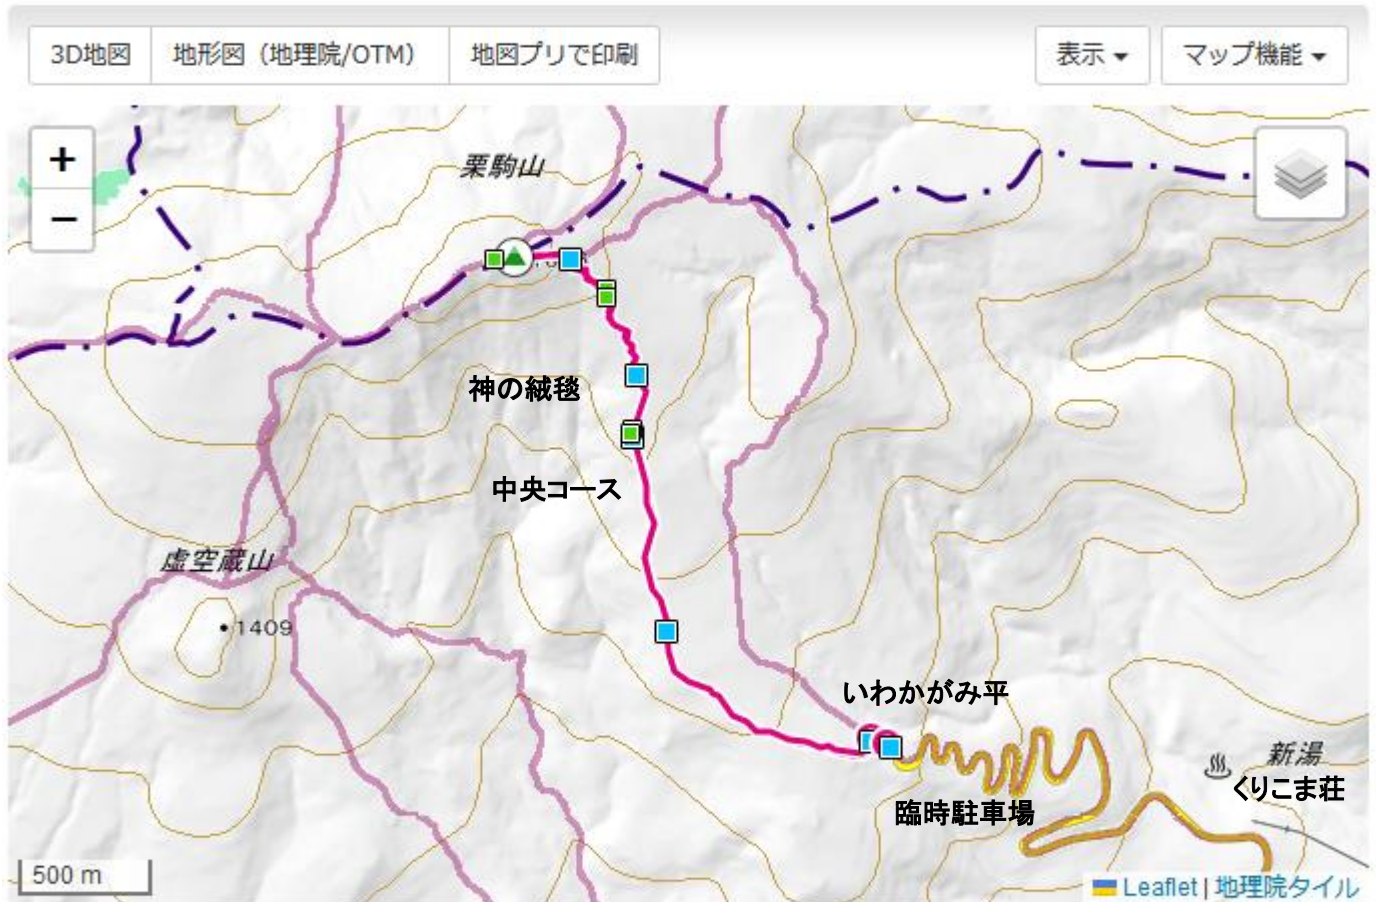 3D地図 地形図（地理院/OTM） 地図プリで印刷 表示 マップ機能
+
−
栗駒山
神の絨毯
中央コース
虚空蔵山
1409
いわかがみ平
新湯
くりこま荘
臨時駐車場
500 m
Leaflet | 地理院タイル